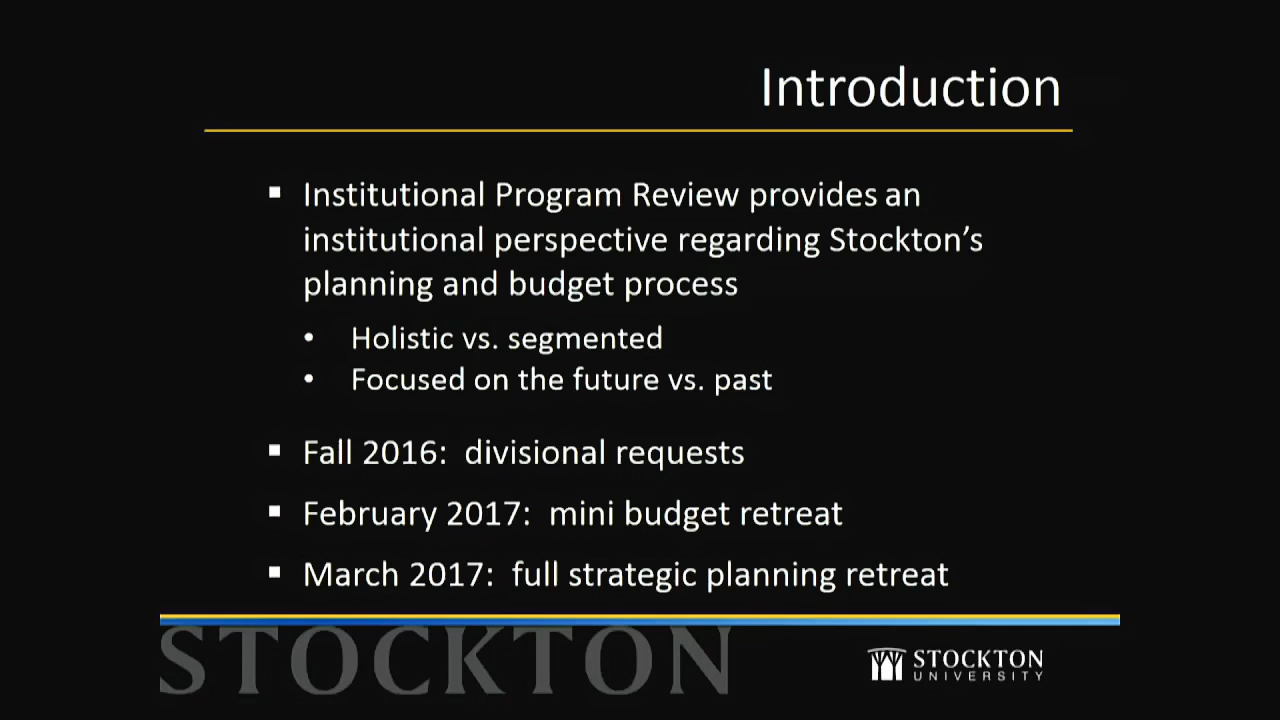 Introduction
▪ Institutional Program Review provides an
institutional perspective regarding Stockton’s
planning and budget process
• Holistic vs. segmented
• Focused on the future vs. past
▪ Fall 2016:  divisional requests
▪ February 2017:  mini budget retreat
▪ March 2017:  full strategic planning retreat
STOCKTON
STOCKTON
UNIVERSITY